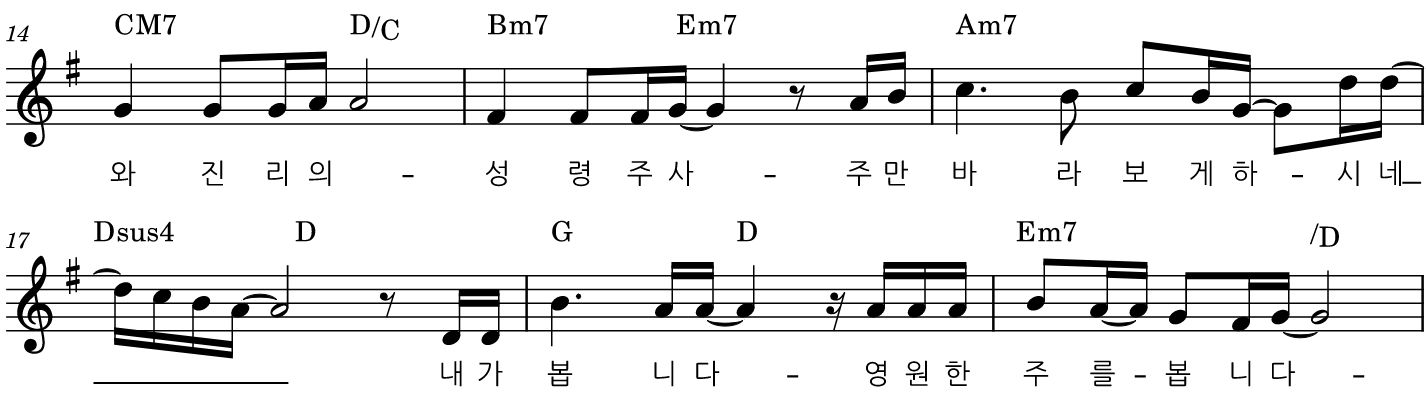 14 CM7 D/C Bm7 Em7 Am7
와 진 리 의 - 성 령 주 사 - 주 만 바 라 보 게 하 - 시 네
17 Dsus4 D G D Em7 /D
내 가 봅 니 다 - 영 원 한 주 를 - 봅 니 다 -